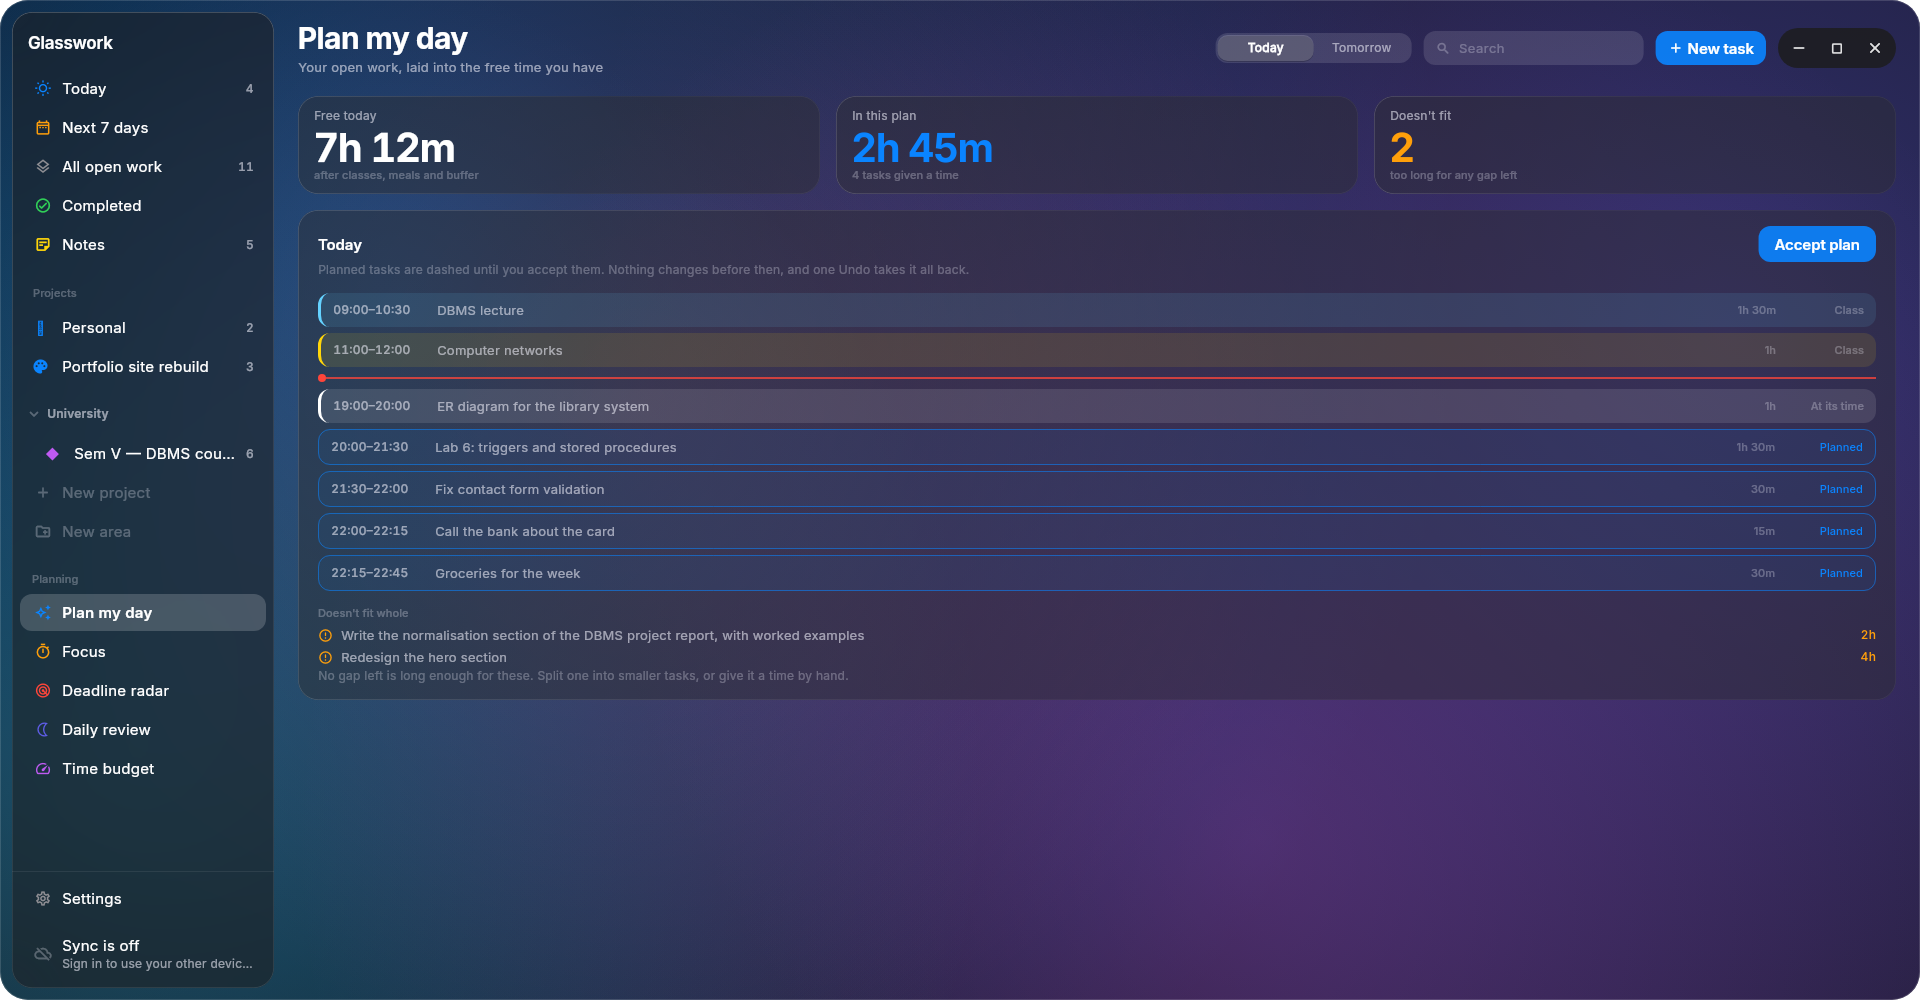 Glasswork
Today 4
Next 7 days
All open work 11
Completed
Notes 5
Projects
Personal 2
Portfolio site rebuild 3
University
Sem V — DBMS cou... 6
New project
New area
Planning
Plan my day
Focus
Deadline radar
Daily review
Time budget
Settings
Sync is off
Sign in to use your other devic...
Plan my day
Your open work, laid into the free time you have
Today Tomorrow
Search
+ New task
Free today
7h 12m
after classes, meals and buffer
In this plan
2h 45m
4 tasks given a time
Doesn't fit
2
too long for any gap left
Today
Accept plan
Planned tasks are dashed until you accept them. Nothing changes before then, and one Undo takes it all back.
09:00–10:30 DBMS lecture 1h 30m Class
11:00–12:00 Computer networks 1h Class
19:00–20:00 ER diagram for the library system 1h At its time
20:00–21:30 Lab 6: triggers and stored procedures 1h 30m Planned
21:30–22:00 Fix contact form validation 30m Planned
22:00–22:15 Call the bank about the card 15m Planned
22:15–22:45 Groceries for the week 30m Planned
Doesn't fit whole
Write the normalisation section of the DBMS project report, with worked examples 2h
Redesign the hero section 4h
No gap left is long enough for these. Split one into smaller tasks, or give it a time by hand.